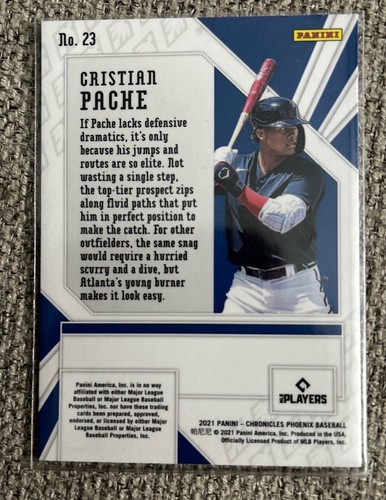 No. 23
PANINI
CRISTIAN
PACHE
If Pache lacks defensive
dramatics, it's only
because his jumps and
routes are so elite. Not
wasting a single step,
the top-tier prospect zips
along fluid paths that put
him in perfect position to
make the catch. For other
outfielders, the same snag
would require a hurried
scurry and a dive, but
Atlanta's young burner
makes it look easy.
Panini America, Inc. is in no way
affiliated with either Major League
Baseball or Major League Baseball
Properties, Inc. nor have these trading
cards been prepared, approved,
endorsed, or licensed by either Major
League Baseball or Major League
Baseball Properties, Inc.
MLB PLAYERS
2021 PANINI – CHRONICLES PHOENIX BASEBALL
帕尼尼 © 2021 Panini America, Inc. Produced in the USA.
Officially Licensed Product of MLB Players, Inc.